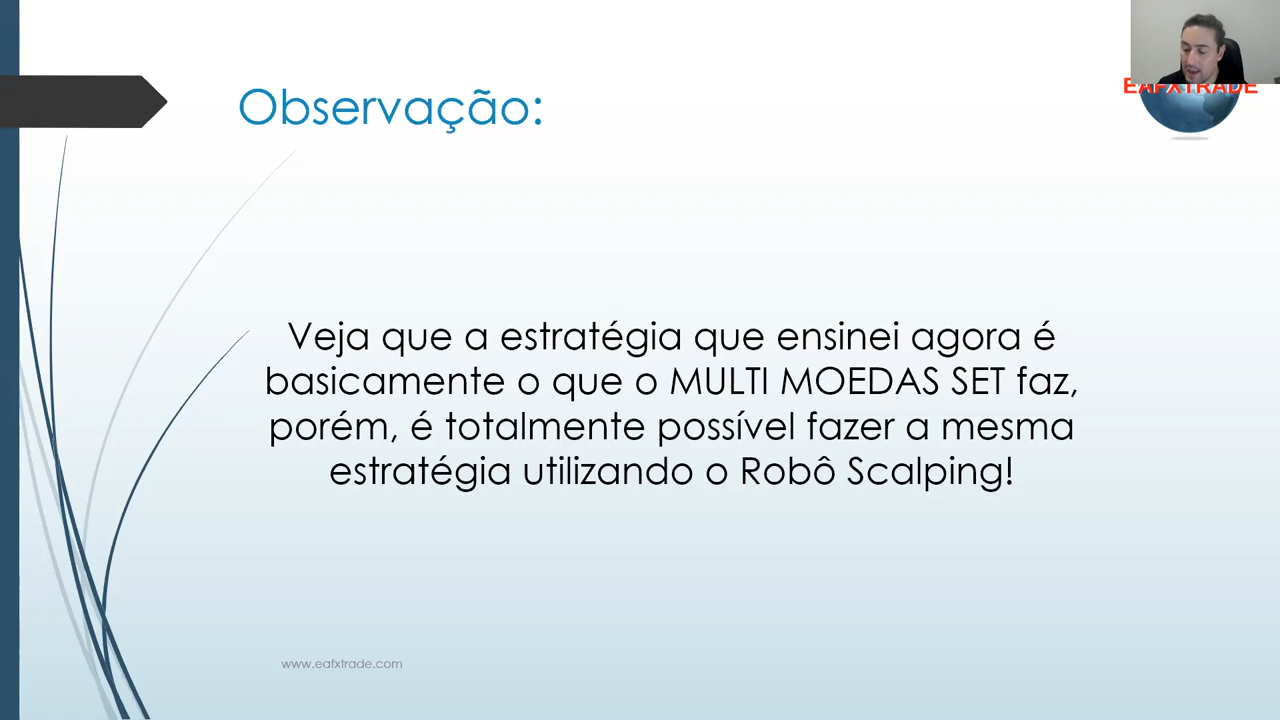 EAFXTRADE
Observação:
Veja que a estratégia que ensinei agora é
basicamente o que o MULTI MOEDAS SET faz,
porém, é totalmente possível fazer a mesma
estratégia utilizando o Robô Scalping!
www.eafxtrade.com